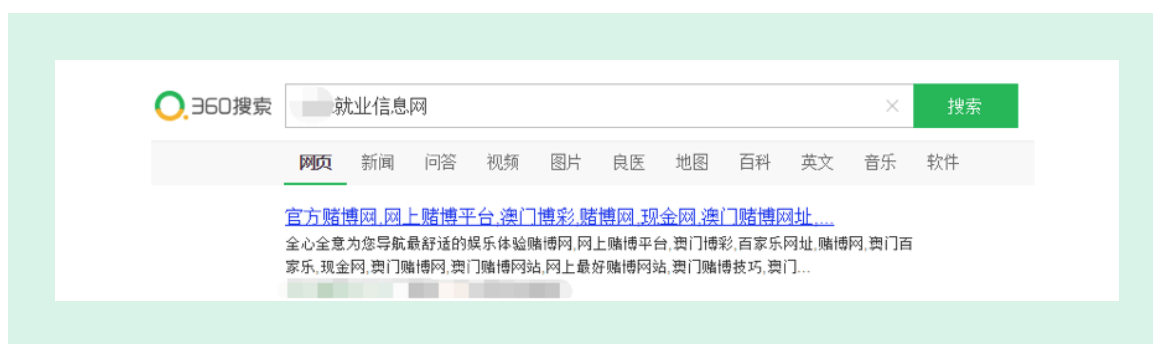 360搜索 就业信息网 × 搜索
网页 新闻 问答 视频 图片 良医 地图 百科 英文 音乐 软件
官方赌博网,网上赌博平台,澳门博彩,赌博网,现金网,澳门赌博网址,...
全心全意为您导航最舒适的娱乐体验赌博网,网上赌博平台,澳门博彩,百家乐网址,赌博网,澳门百
家乐,现金网,澳门赌博网,澳门赌博网站,网上最好赌博网站,澳门赌博技巧,澳门...